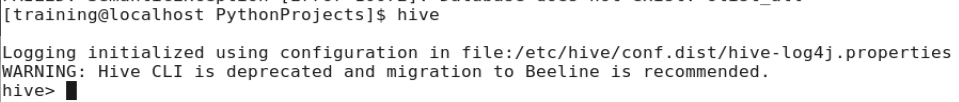 [training@localhost PythonProjects]$ hive
Logging initialized using configuration in file:/etc/hive/conf.dist/hive-log4j.properties
WARNING: Hive CLI is deprecated and migration to Beeline is recommended.
hive>